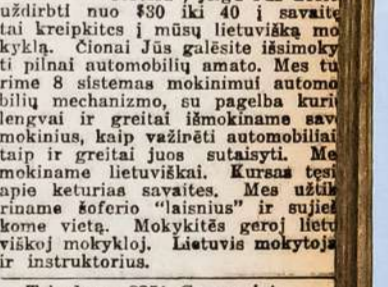 uždirbti nuo $30 iki 40 į savaitę
tai kreipkitcs į mūsų lietuvišką mo
kyklą. Čionai Jūs galėsite išsimoky
ti pilnai automobilių amato. Mes tu
rime 8 sistemas mokinimui automo
bilių mechanizmo, su pagelba kurių
lengvai ir greitai išmokiname savo
mokinius, kaip važinėti automobiliais
taip ir greitai juos sutaisyti. Mes
mokiname lietuviškai. Kursas tęsi
apie keturias savaites. Mes užtik
riname šoferio “laisnius” ir sujieš
kome vietą. Mokykitės geroj lietu
viškoj mokykloj. Lietuvis mokytojas
ir instruktorius.